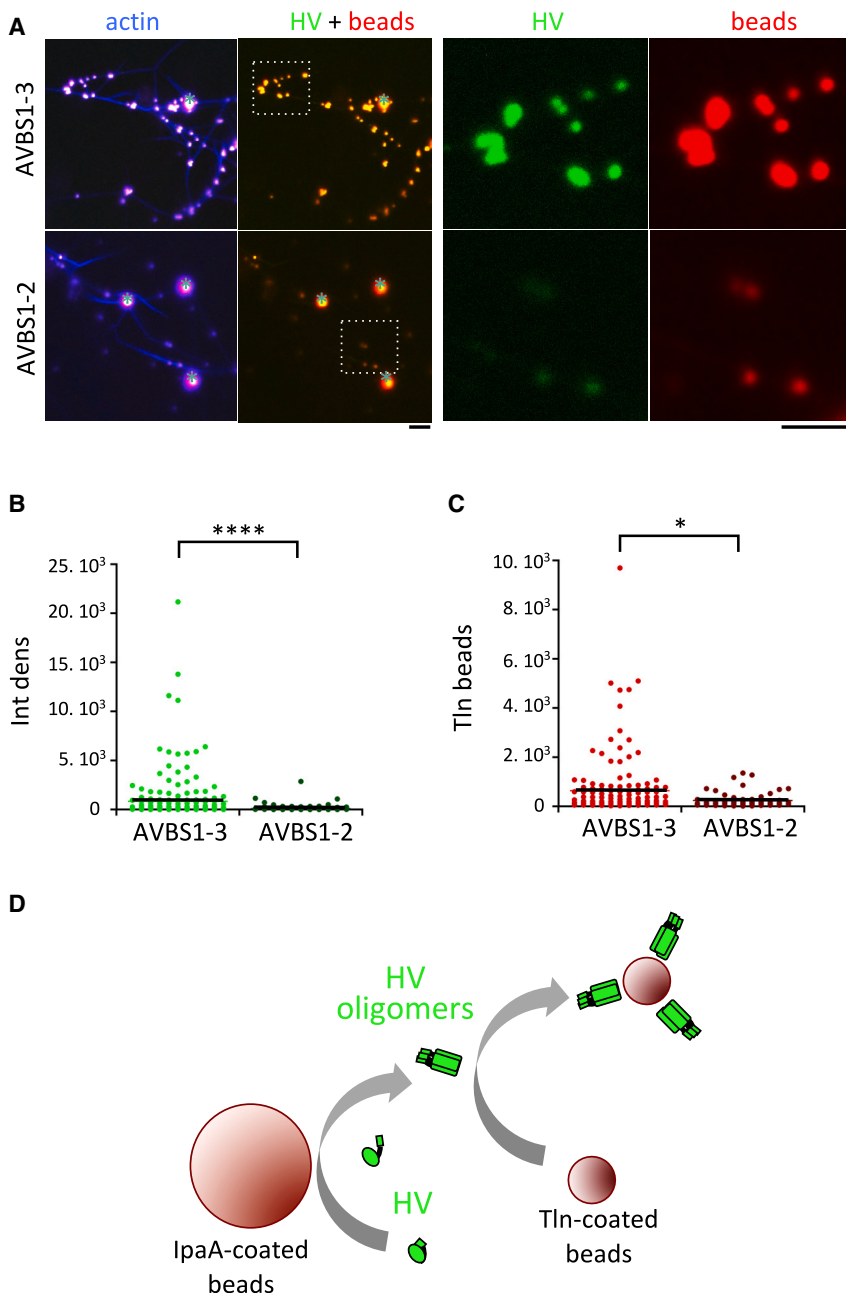 A
actin
HV + beads
HV
beads
AVBS1-3
AVBS1-2
B
****
25. 10³
20. 10³
15. 10³
10. 10³
5. 10³
0
Int dens
AVBS1-3
AVBS1-2
C
*
10. 10³
8. 10³
6. 10³
4. 10³
2. 10³
0
Tln beads
AVBS1-3
AVBS1-2
D
HV
oligomers
HV
IpaA-coated
beads
Tln-coated
beads